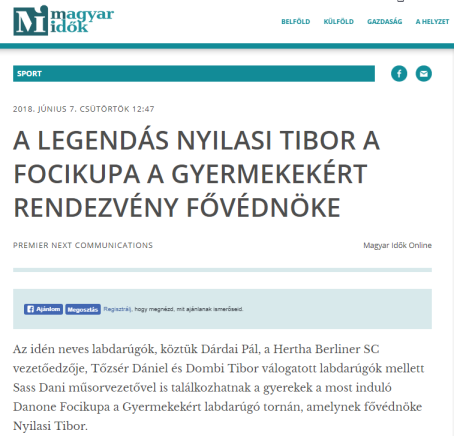 magyar
idők
BELFÖLD KÜLFÖLD GAZDASÁG A HELYZET
SPORT
2018. JÚNIUS 7. CSÜTÖRTÖK 12:47
A LEGENDÁS NYILASI TIBOR A
FOCIKUPA A GYERMEKEKÉRT
RENDEZVÉNY FŐVÉDNÖKE
PREMIER NEXT COMMUNICATIONS Magyar Idők Online
Ajánlom Megosztás Regisztrálj, hogy megnézd, mit ajánlanak ismerőseid.
Az idén neves labdarúgók, köztük Dárdai Pál, a Hertha Berliner SC
vezetőedzője, Tőzsér Dániel és Dombi Tibor válogatott labdarúgók mellett
Sass Dani műsorvezetővel is találkozhatnak a gyerekek a most induló
Danone Focikupa a Gyermekekért labdarúgó tornán, amelynek fővédnöke
Nyilasi Tibor.